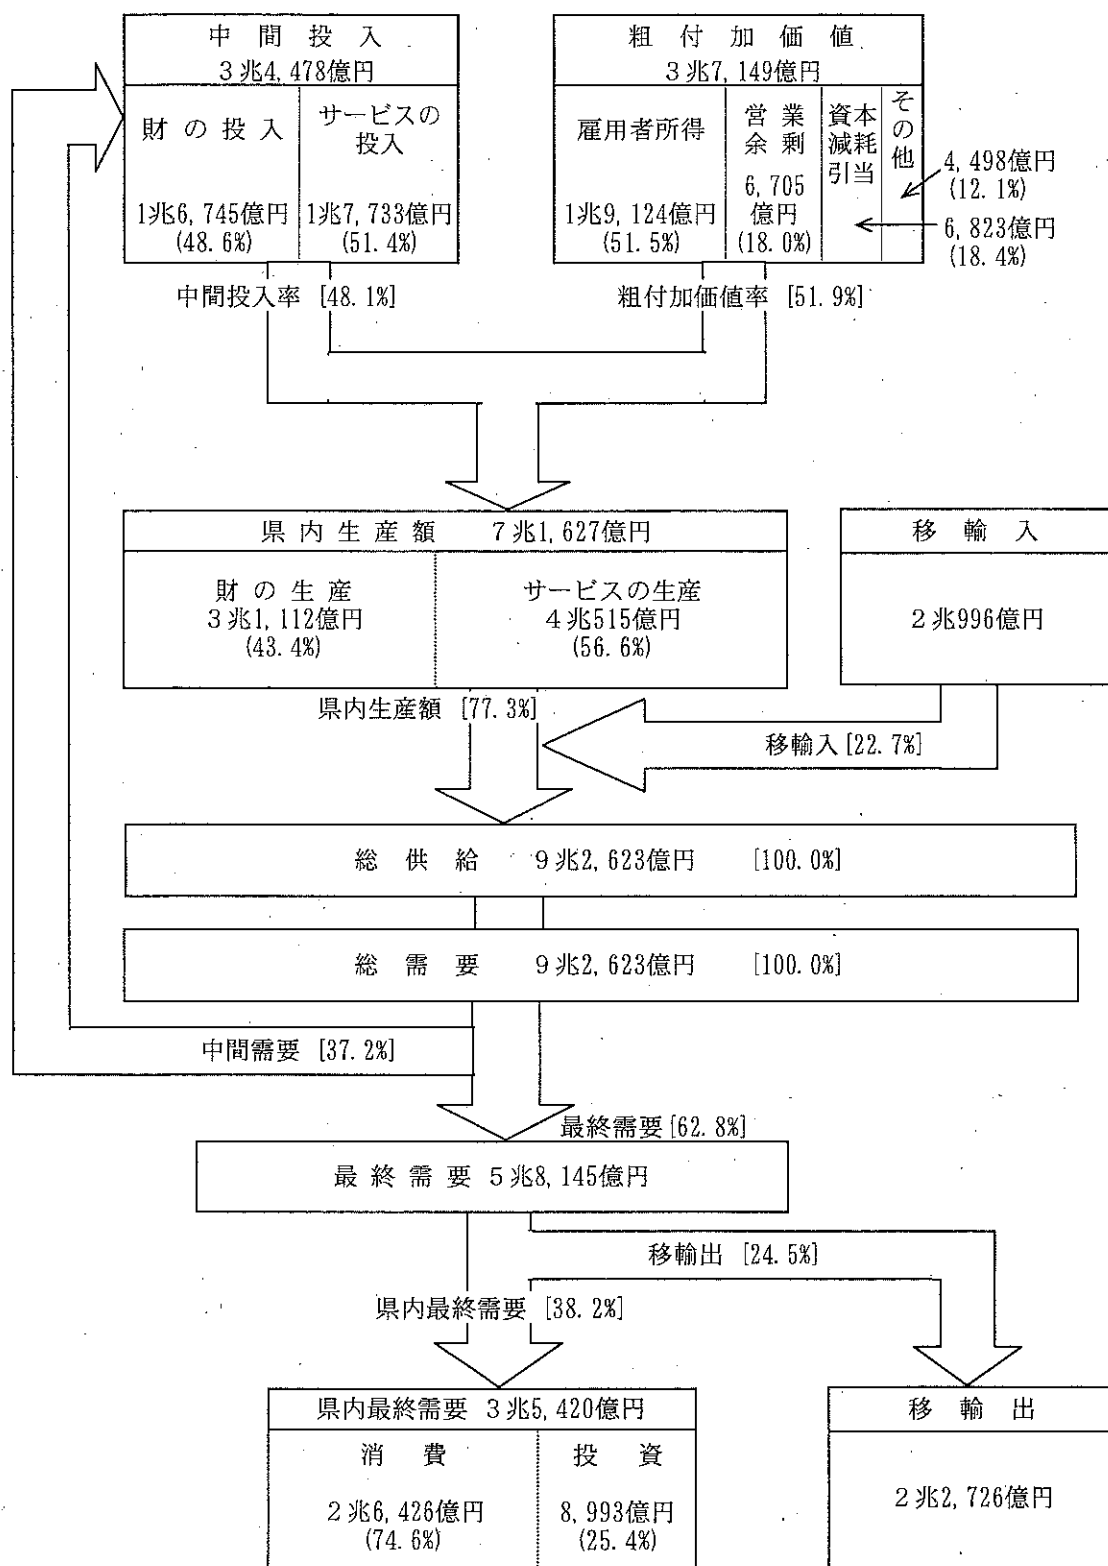 中間投入
3兆4,478億円
財の投入
1兆6,745億円
(48.6%)
サービスの
投入
1兆7,733億円
(51.4%)
粗付加価値
3兆7,149億円
雇用者所得
1兆9,124億円
(51.5%)
営業
余剰
6,705
億円
(18.0%)
資本
減耗
引当
その他
4,498億円
(12.1%)
6,823億円
(18.4%)
中間投入率 [48.1%]
粗付加価値率 [51.9%]
県内生産額 7兆1,627億円
財の生産
3兆1,112億円
(43.4%)
サービスの生産
4兆515億円
(56.6%)
移輸入
2兆996億円
県内生産額 [77.3%]
移輸入[22.7%]
総供給 9兆2,623億円 [100.0%]
総需要 9兆2,623億円 [100.0%]
中間需要 [37.2%]
最終需要[62.8%]
最終需要 5兆8,145億円
移輸出 [24.5%]
県内最終需要 [38.2%]
県内最終需要 3兆5,420億円
消費
2兆6,426億円
(74.6%)
投資
8,993億円
(25.4%)
移輸出
2兆2,726億円